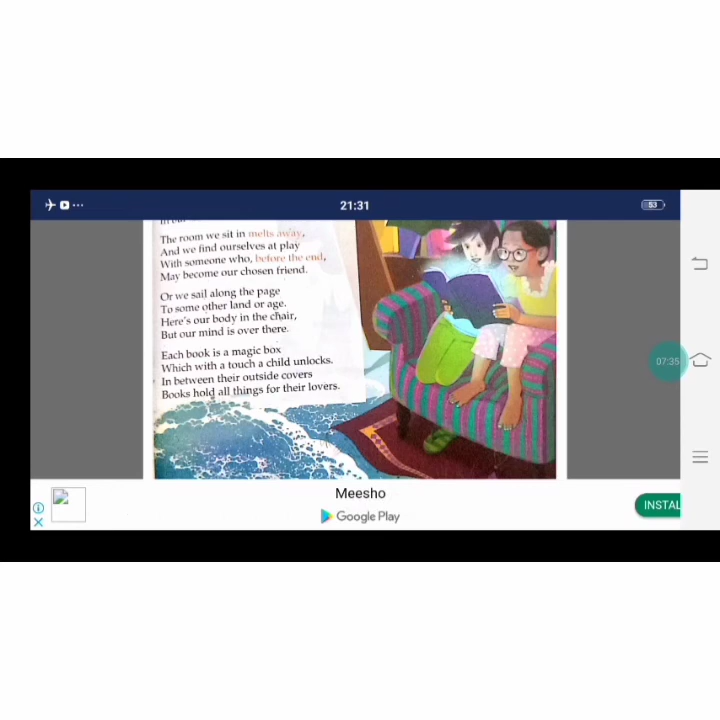 21:31
53
The room we sit in melts away,
And we find ourselves at play
With someone who, before the end,
May become our chosen friend.
Or we sail along the page
To some other land or age.
Here's our body in the chair,
But our mind is over there.
Each book is a magic box
Which with a touch a child unlocks.
In between their outside covers
Books hold all things for their lovers.
07:35
Meesho
Google Play
INSTAL